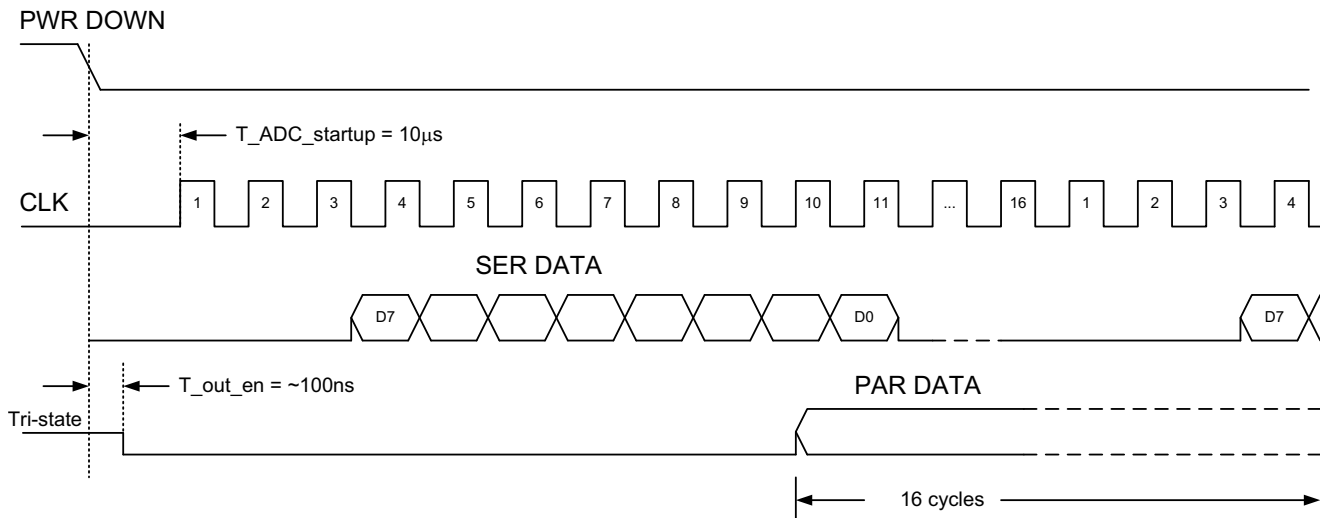 PWR DOWN
T_ADC_startup = 10μs
CLK
1 2 3 4 5 6 7 8 9 10 11 ... 16 1 2 3 4
SER DATA
D7 D0 D7
T_out_en = ~100ns
PAR DATA
Tri-state
16 cycles